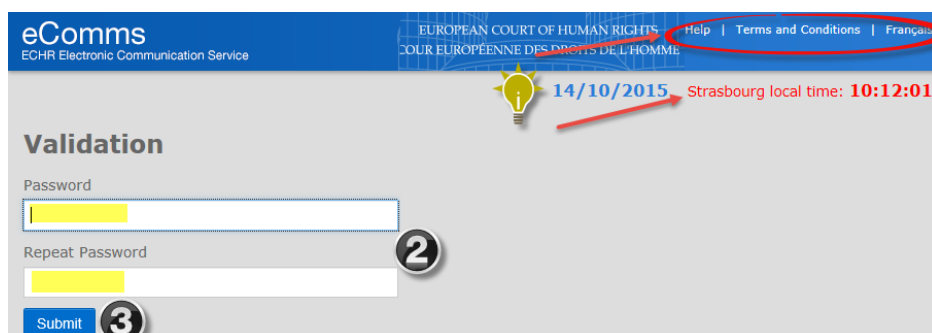 eComms
ECHR Electronic Communication Service
EUROPEAN COURT OF HUMAN RIGHTS
COUR EUROPÉENNE DES DROITS DE L'HOMME
Help | Terms and Conditions | Français
14/10/2015 Strasbourg local time: 10:12:01
Validation
Password
2
Repeat Password
Submit 3